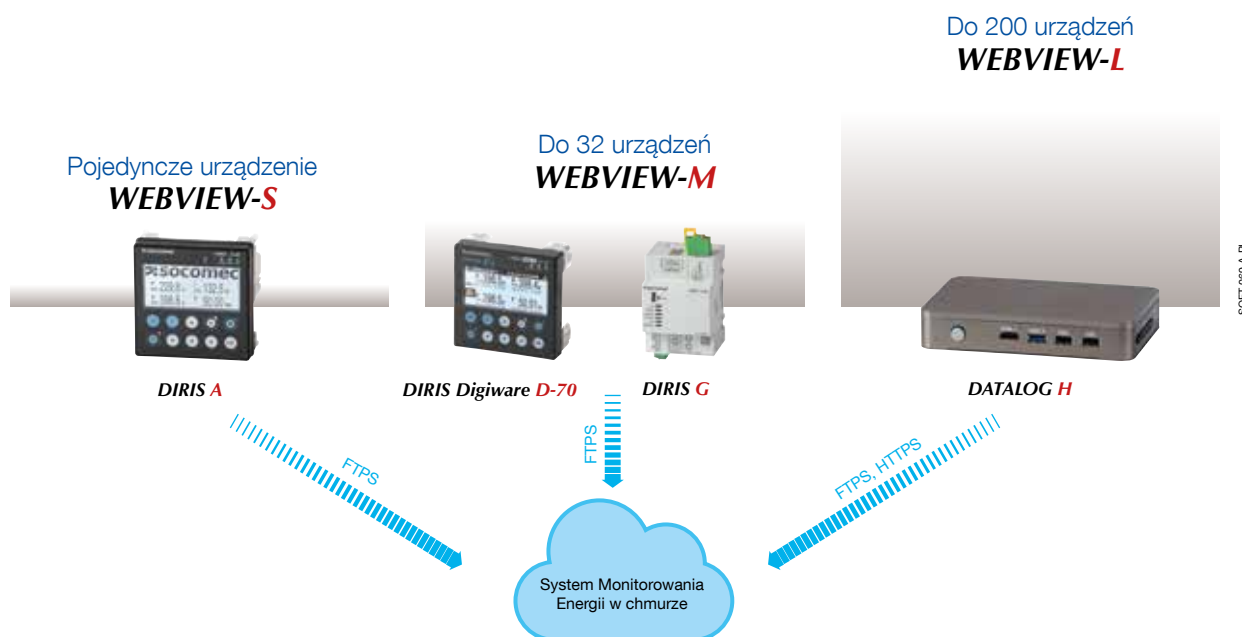 Do 200 urządzeń
WEBVIEW-L
Do 32 urządzeń
WEBVIEW-M
Pojedyncze urządzenie
WEBVIEW-S
socomec
DIRIS A
DIRIS Digiware D-70
DIRIS G
DATALOG H
FTPS
FTPS
FTPS, HTTPS
System Monitorowania
Energii w chmurze